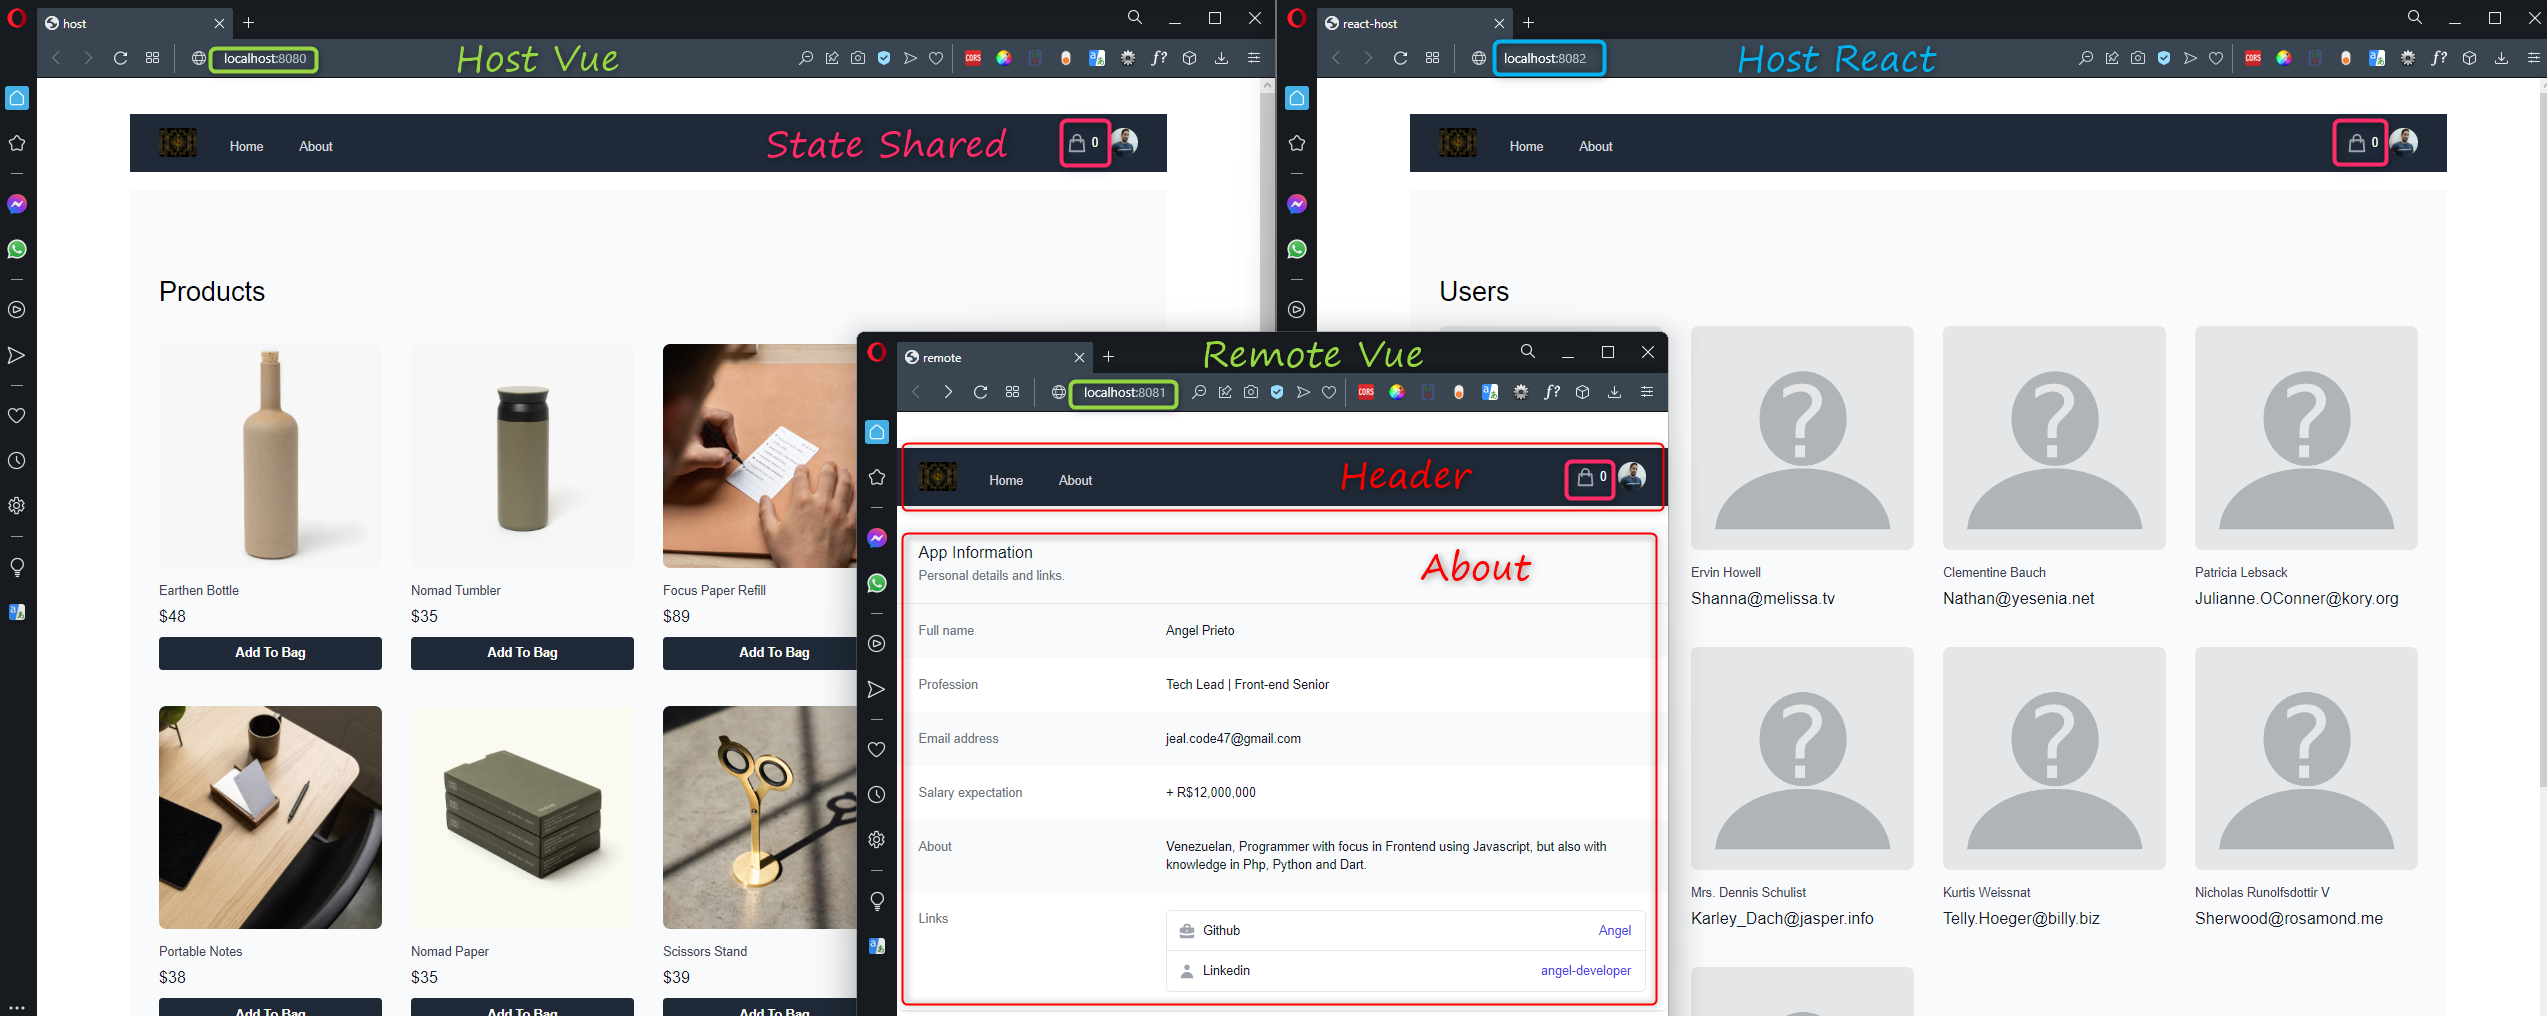 host
localhost:8080
Host Vue
CORS
f?
Home
About
State Shared
0
Products
Earthen Bottle
$48
Add To Bag
Nomad Tumbler
$35
Add To Bag
Focus Paper Refill
$89
Add To Bag
Portable Notes
$38
Add To Bag
Nomad Paper
$35
Add To Bag
Scissors Stand
$39
Add To Bag
react-host
localhost:8082
Host React
CORS
f?
Home
About
0
Users
Ervin Howell
Shanna@melissa.tv
Clementine Bauch
Nathan@yesenia.net
Patricia Lebsack
Julianne.OConner@kory.org
Mrs. Dennis Schulist
Karley_Dach@jasper.info
Kurtis Weissnat
Telly.Hoeger@billy.biz
Nicholas Runolfsdottir V
Sherwood@rosamond.me
remote
Remote Vue
localhost:8081
CORS
f?
Home
About
Header
0
App Information
Personal details and links.
About
Full name
Angel Prieto
Profession
Tech Lead | Front-end Senior
Email address
jeal.code47@gmail.com
Salary expectation
+ R$12,000,000
About
Venezuelan, Programmer with focus in Frontend using Javascript, but also with
knowledge in Php, Python and Dart.
Links
Github
Angel
Linkedin
angel-developer